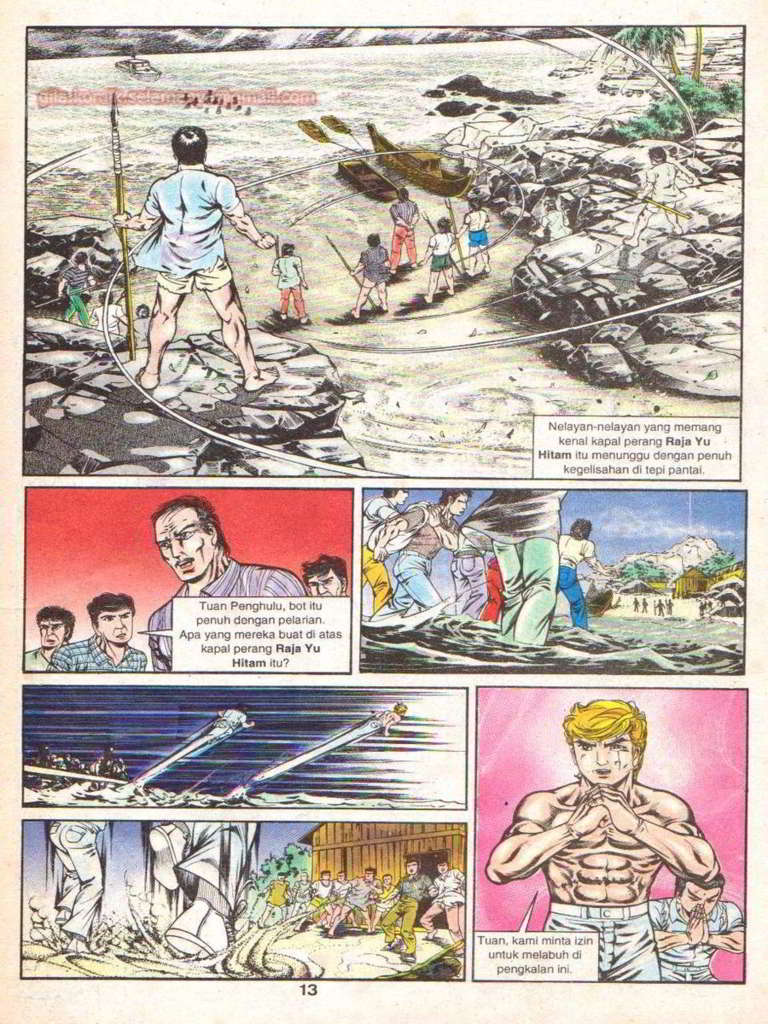 Nelayan-nelayan yang memang
kenal kapal perang Raja Yu
Hitam itu menunggu dengan penuh
kegelisahan di tepi pantai.
Tuan Penghulu, bot itu
penuh dengan pelarian.
Apa yang mereka buat di atas
kapal perang Raja Yu
Hitam itu?
Tuan, kami minta izin
untuk melabuh di
pengkalan ini.
13